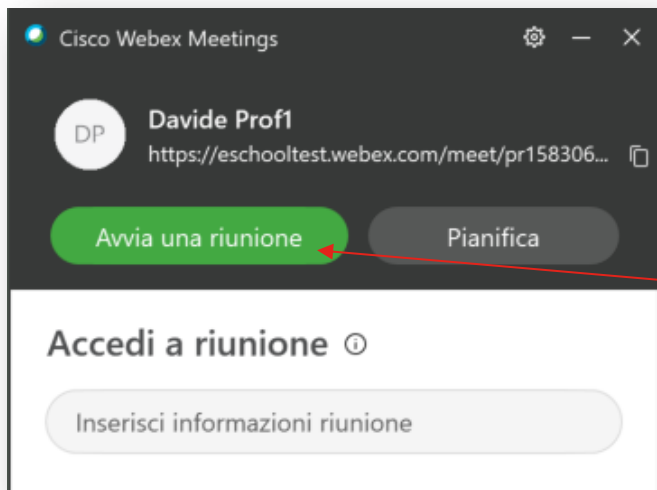 Cisco Webex Meetings
DP
Davide Prof1
https://eschooltest.webex.com/meet/pr158306...
Avvia una riunione
Pianifica
Accedi a riunione
Inserisci informazioni riunione